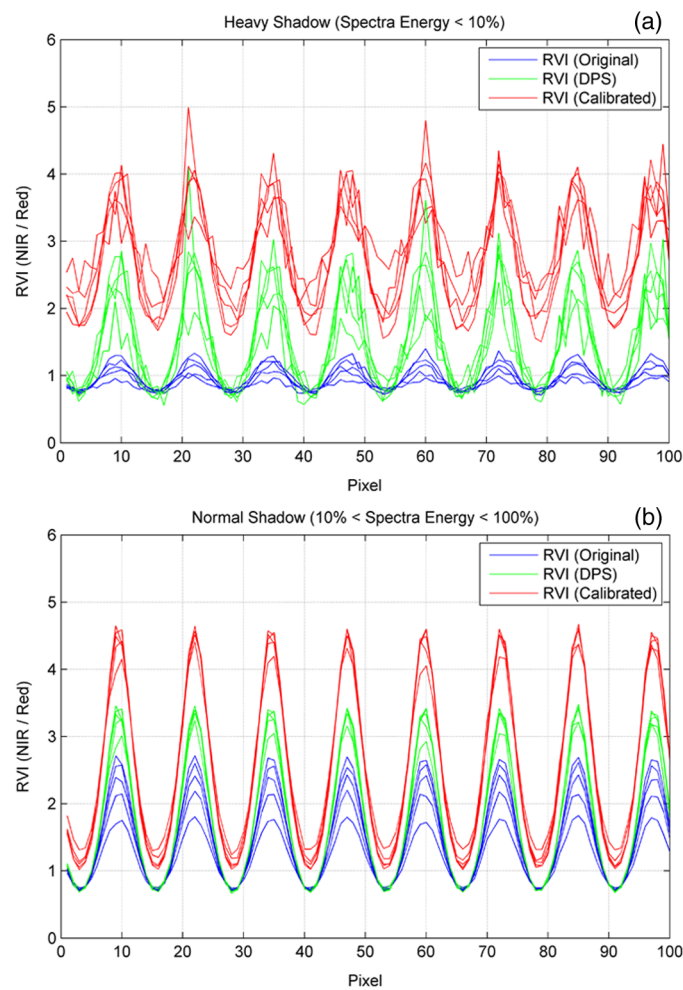 Heavy Shadow (Spectra Energy < 10%)
(a)
6
5
4
3
2
1
0
RVI (NIR / Red)
RVI (Original)
RVI (DPS)
RVI (Calibrated)
0 10 20 30 40 50 60 70 80 90 100
Pixel
Normal Shadow (10% < Spectra Energy < 100%)
(b)
6
5
4
3
2
1
0
RVI (NIR / Red)
RVI (Original)
RVI (DPS)
RVI (Calibrated)
0 10 20 30 40 50 60 70 80 90 100
Pixel